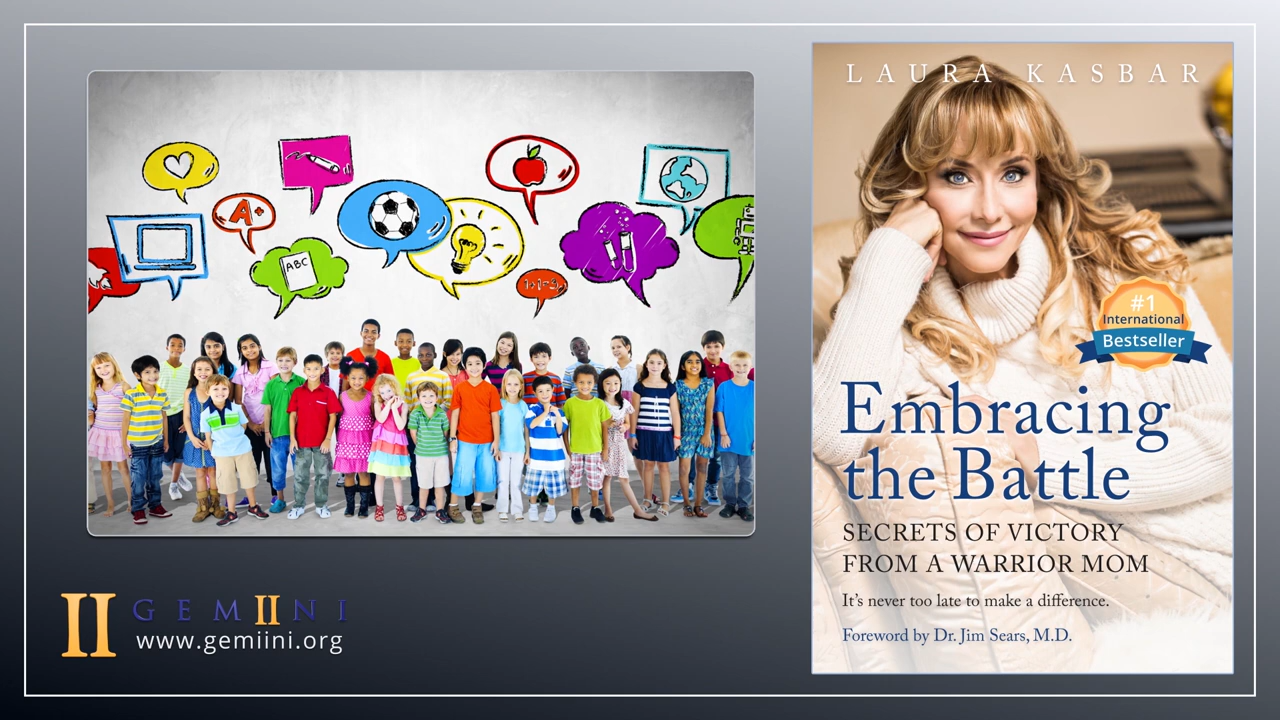 A+
ABC
LAURA KASBAR
#1
International
Bestseller
Embracing
the Battle
SECRETS OF VICTORY
FROM A WARRIOR MOM
It's never too late to make a difference.
Foreword by Dr. Jim Sears, M.D.
II GEMIINI
www.gemiini.org